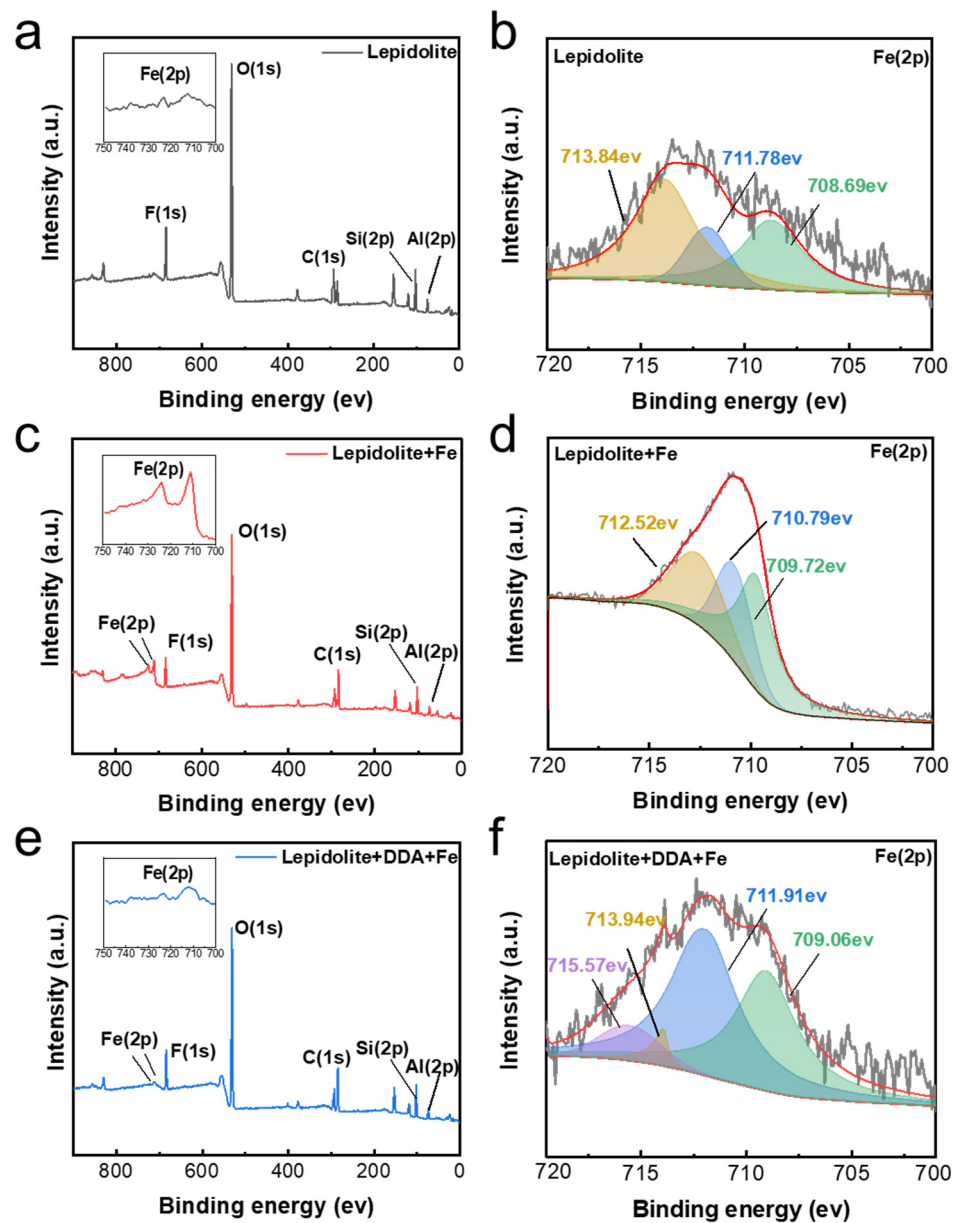 a
Lepidolite
Fe(2p)
750 740 730 720 710 700
O(1s)
F(1s)
C(1s)
Si(2p)
Al(2p)
Intensity (a.u.)
800 600 400 200 0
Binding energy (ev)
b
Lepidolite
Fe(2p)
713.84ev
711.78ev
708.69ev
Intensity (a.u.)
720 715 710 705 700
Binding energy (ev)
c
Lepidolite+Fe
Fe(2p)
750 740 730 720 710 700
O(1s)
Fe(2p)
F(1s)
C(1s)
Si(2p)
Al(2p)
Intensity (a.u.)
800 600 400 200 0
Binding energy (ev)
d
Lepidolite+Fe
Fe(2p)
712.52ev
710.79ev
709.72ev
Intensity (a.u.)
720 715 710 705 700
Binding energy (ev)
e
Lepidolite+DDA+Fe
Fe(2p)
750 740 730 720 710 700
O(1s)
Fe(2p)
F(1s)
C(1s)
Si(2p)
Al(2p)
Intensity (a.u.)
800 600 400 200 0
Binding energy (ev)
f
Lepidolite+DDA+Fe
Fe(2p)
715.57ev
713.94ev
711.91ev
709.06ev
Intensity (a.u.)
720 715 710 705 700
Binding energy (ev)